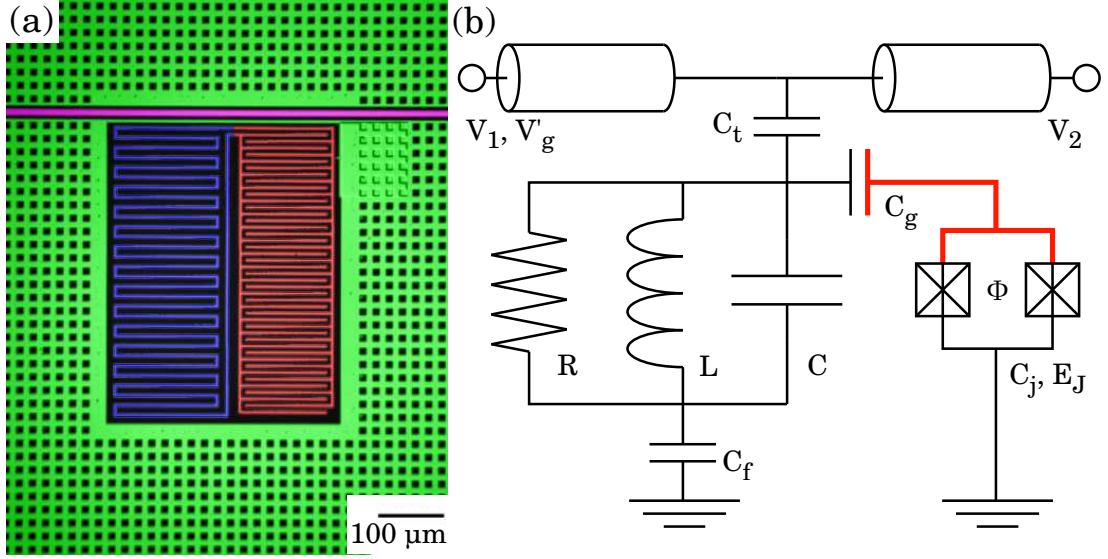 (a)
100 μm
(b)
V1, V'g
V2
Ct
Cg
Φ
R
L
C
Cj, EJ
Cf